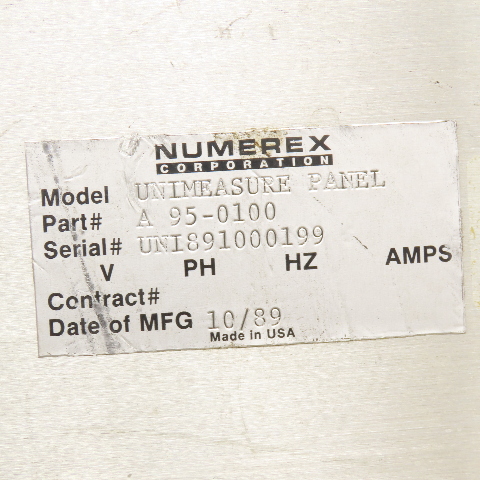 NUMEREX
CORPORATION
Model UNIMEASURE PANEL
Part# A 95-0100
Serial# UNI891000199
V PH HZ AMPS
Contract#
Date of MFG 10/89
Made in USA